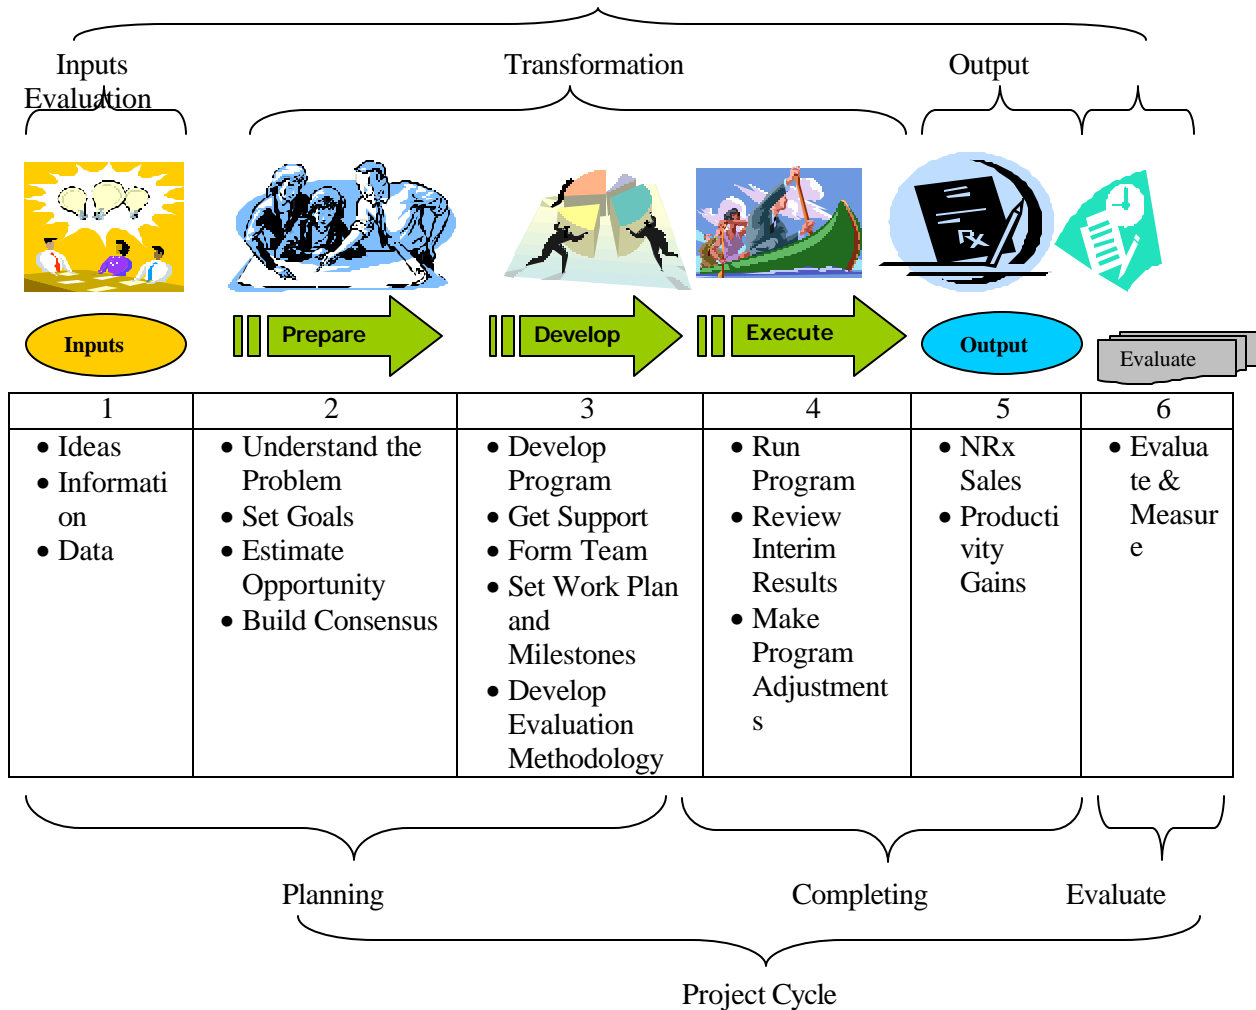 Inputs Transformation Output
Evaluation
Rx
Inputs
Prepare
Develop
Execute
Output
Evaluate
1 2 3 4 5 6
• Ideas
• Informati
on
• Data
• Understand the
Problem
• Set Goals
• Estimate
Opportunity
• Build Consensus
• Develop
Program
• Get Support
• Form Team
• Set Work Plan
and
Milestones
• Develop
Evaluation
Methodology
• Run
Program
• Review
Interim
Results
• Make
Program
Adjustment
s
• NRx
Sales
• Producti
vity
Gains
• Evalua
te &
Measur
e
Planning Completing Evaluate
Project Cycle